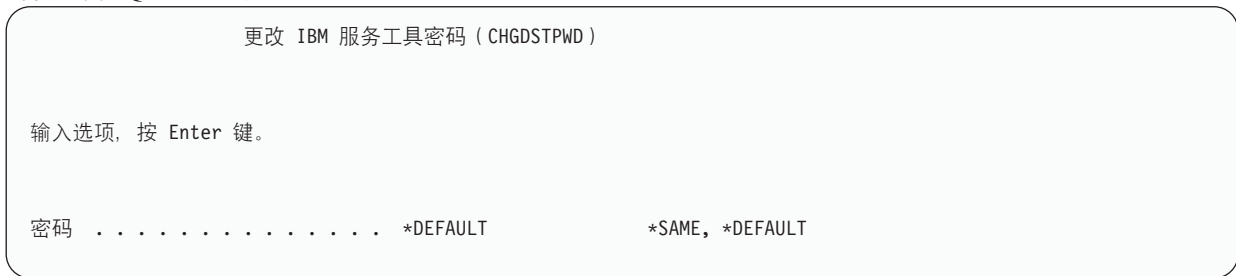 更改 IBM 服务工具密码（CHGDSTPWD）
输入选项, 按 Enter 键。
密码 . . . . . . . . . . . . . . *DEFAULT *SAME, *DEFAULT